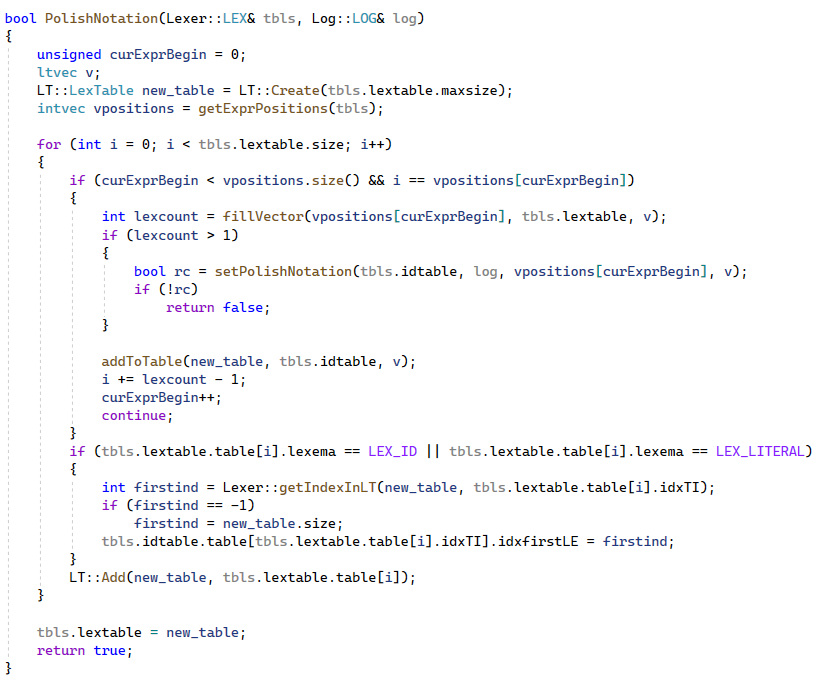 bool PolishNotation(Lexer::LEX& tbls, Log::LOG& log)
{
    unsigned curExprBegin = 0;
    ltvec v;
    LT::LexTable new_table = LT::Create(tbls.lextable.maxsize);
    intvec vpositions = getExprPositions(tbls);

    for (int i = 0; i < tbls.lextable.size; i++)
    {
        if (curExprBegin < vpositions.size() && i == vpositions[curExprBegin])
        {
            int lexcount = fillVector(vpositions[curExprBegin], tbls.lextable, v);
            if (lexcount > 1)
            {
                bool rc = setPolishNotation(tbls.idtable, log, vpositions[curExprBegin], v);
                if (!rc)
                    return false;
            }

            addToTable(new_table, tbls.idtable, v);
            i += lexcount - 1;
            curExprBegin++;
            continue;
        }
        if (tbls.lextable.table[i].lexema == LEX_ID || tbls.lextable.table[i].lexema == LEX_LITERAL)
        {
            int firstind = Lexer::getIndexInLT(new_table, tbls.lextable.table[i].idxTI);
            if (firstind == -1)
                firstind = new_table.size;
            tbls.idtable.table[tbls.lextable.table[i].idxTI].idxfirstLE = firstind;
        }
        LT::Add(new_table, tbls.lextable.table[i]);
    }

    tbls.lextable = new_table;
    return true;
}